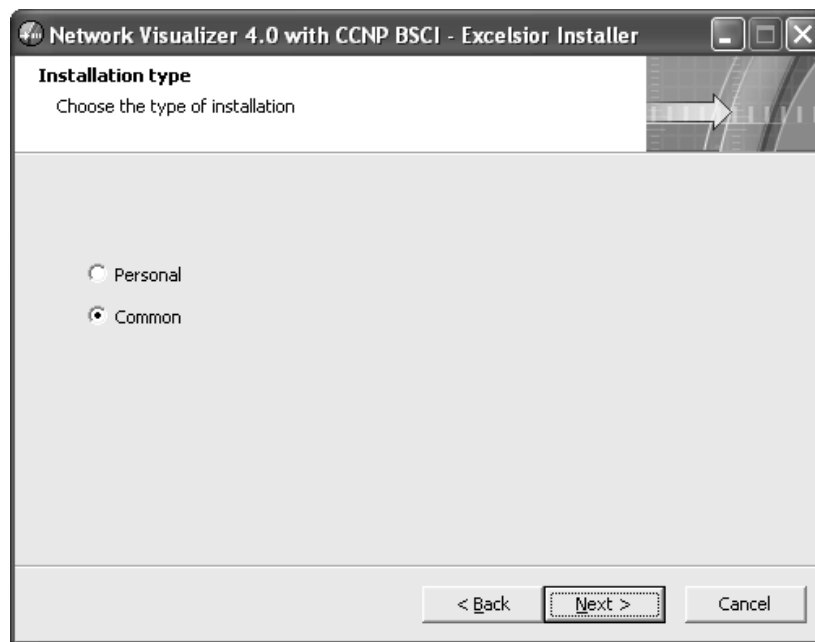 Network Visualizer 4.0 with CCNP BSCI - Excelsior Installer
Installation type
Choose the type of installation
Personal
Common
< Back
Next >
Cancel